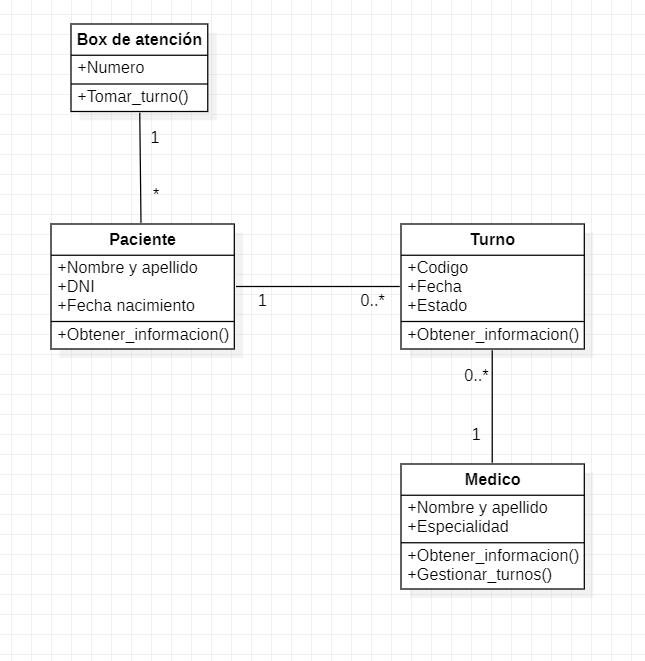 Box de atención
+Numero
+Tomar_turno()
1
*
Paciente
+Nombre y apellido
+DNI
+Fecha nacimiento
+Obtener_informacion()
1
0..*
Turno
+Codigo
+Fecha
+Estado
+Obtener_informacion()
0..*
1
Medico
+Nombre y apellido
+Especialidad
+Obtener_informacion()
+Gestionar_turnos()